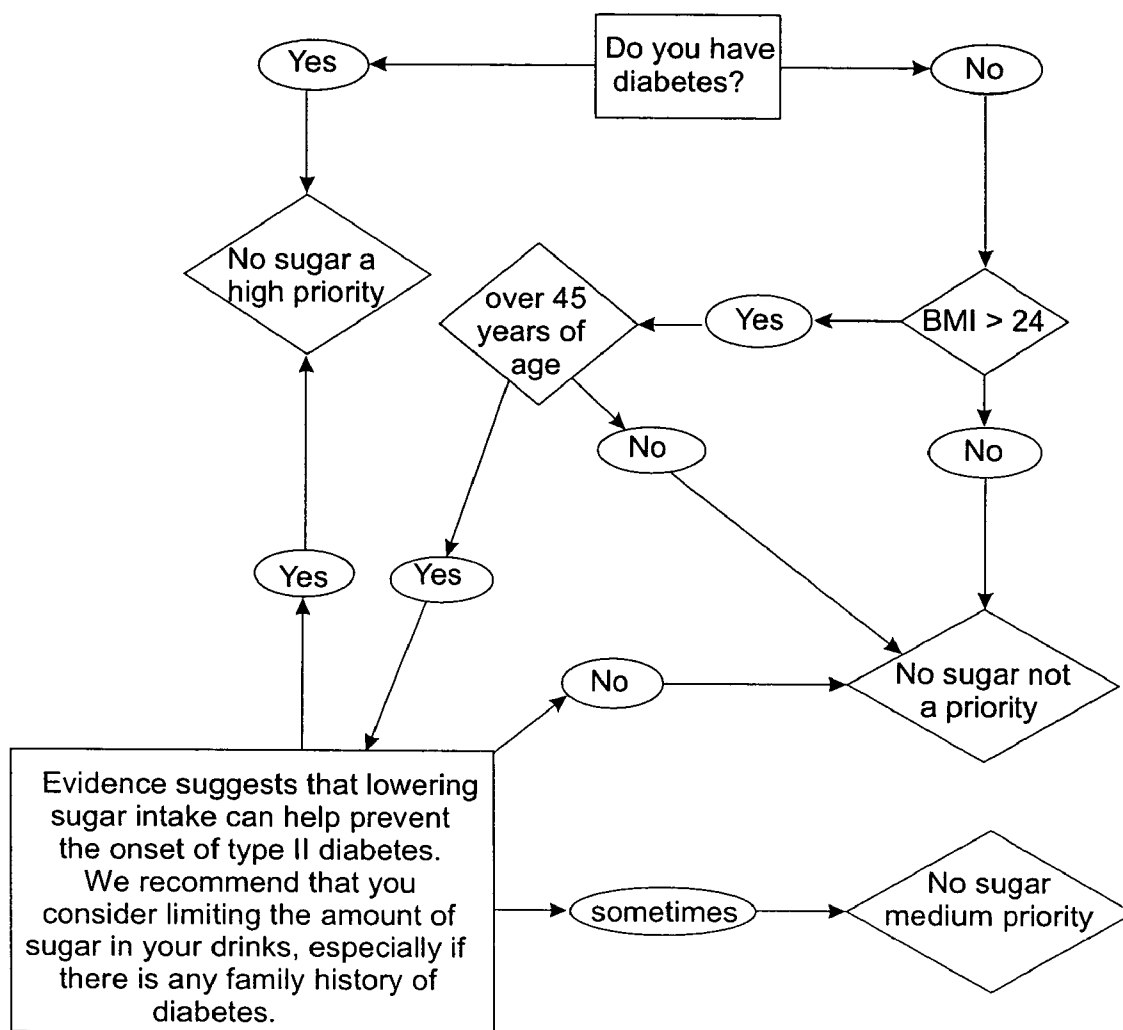 Do you have
diabetes?
Yes
No
No sugar a
high priority
over 45
years of
age
Yes
BMI > 24
No
No
Yes
Yes
No
No sugar not
a priority
Evidence suggests that lowering
sugar intake can help prevent
the onset of type II diabetes.
We recommend that you
consider limiting the amount of
sugar in your drinks, especially if
there is any family history of
diabetes.
sometimes
No sugar
medium priority